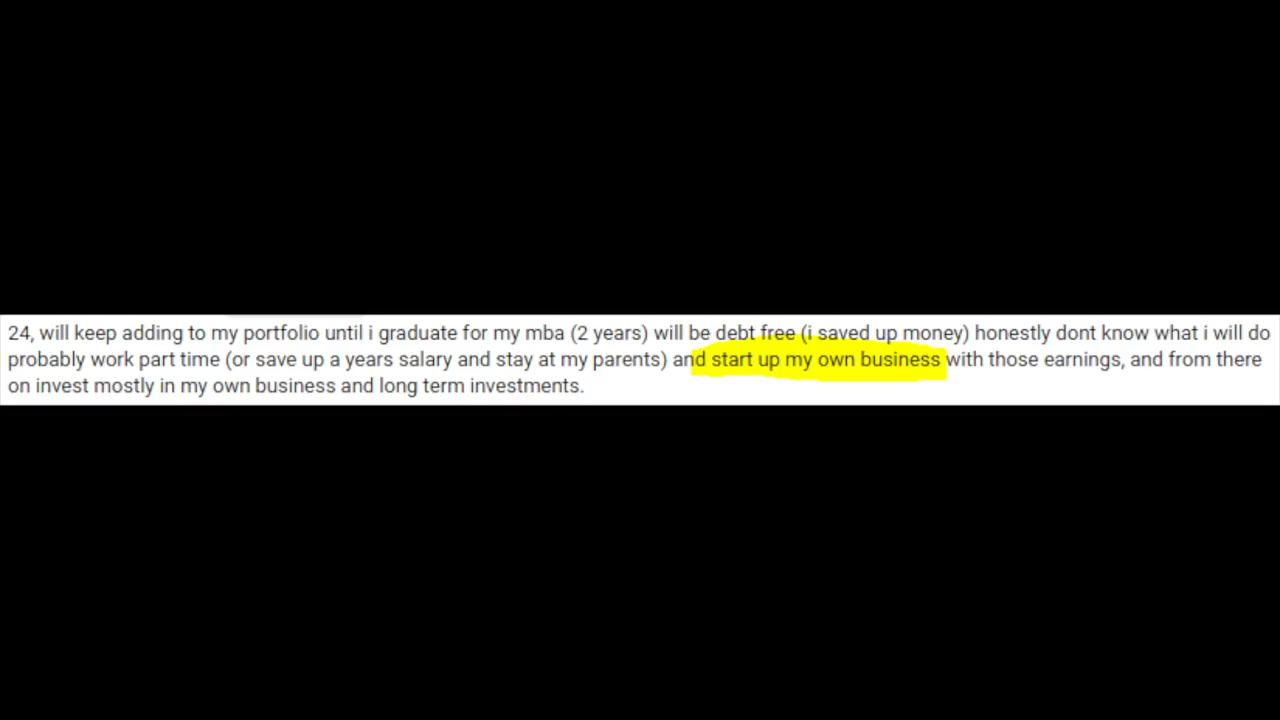 24, will keep adding to my portfolio until i graduate for my mba (2 years) will be debt free (i saved up money) honestly dont know what i will do
probably work part time (or save up a years salary and stay at my parents) and start up my own business with those earnings, and from there
on invest mostly in my own business and long term investments.